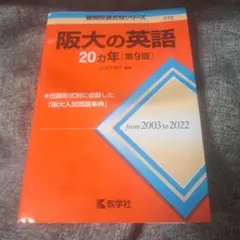 難関校過去問シリーズ
阪大の英語
20カ年[第9版]
出題形式別に収録した
「阪大入試問題事典」
from 2003 to 2022
教学社